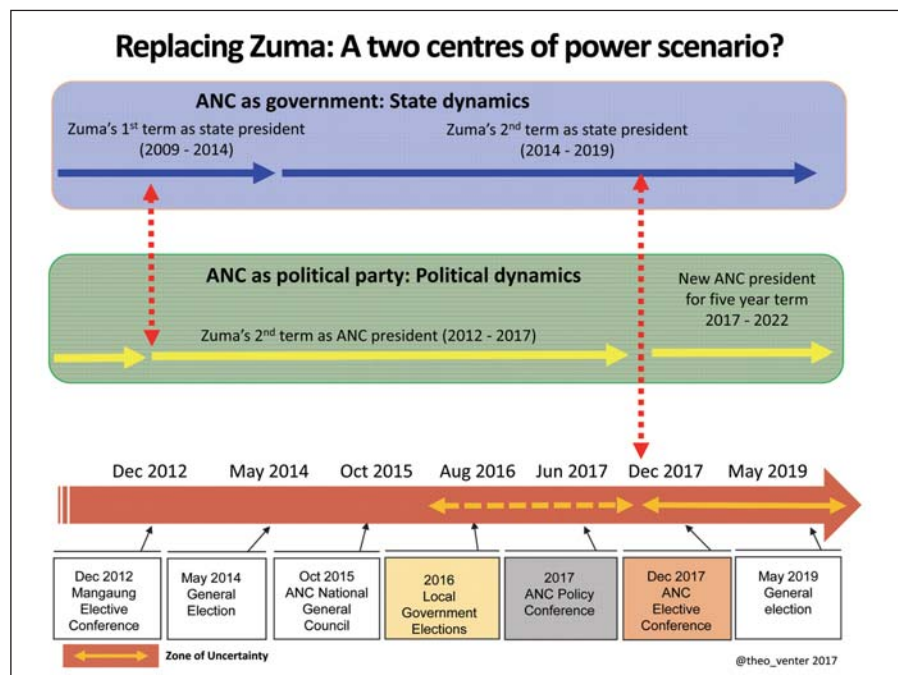 Replacing Zuma: A two centres of power scenario?
ANC as government: State dynamics
Zuma's 1st term as state president
(2009 - 2014)
Zuma's 2nd term as state president
(2014 - 2019)
ANC as political party: Political dynamics
New ANC president
for five year term
2017 - 2022
Zuma's 2nd term as ANC president (2012 - 2017)
Dec 2012
May 2014
Oct 2015
Aug 2016
Jun 2017
Dec 2017
May 2019
Dec 2012
Mangaung
Elective
Conference
May 2014
General
Election
Oct 2015
ANC National
General
Council
2016
Local
Government
Elections
2017
ANC Policy
Conference
Dec 2017
ANC
Elective
Conference
May 2019
General
election
Zone of Uncertainty
@theo_venter 2017